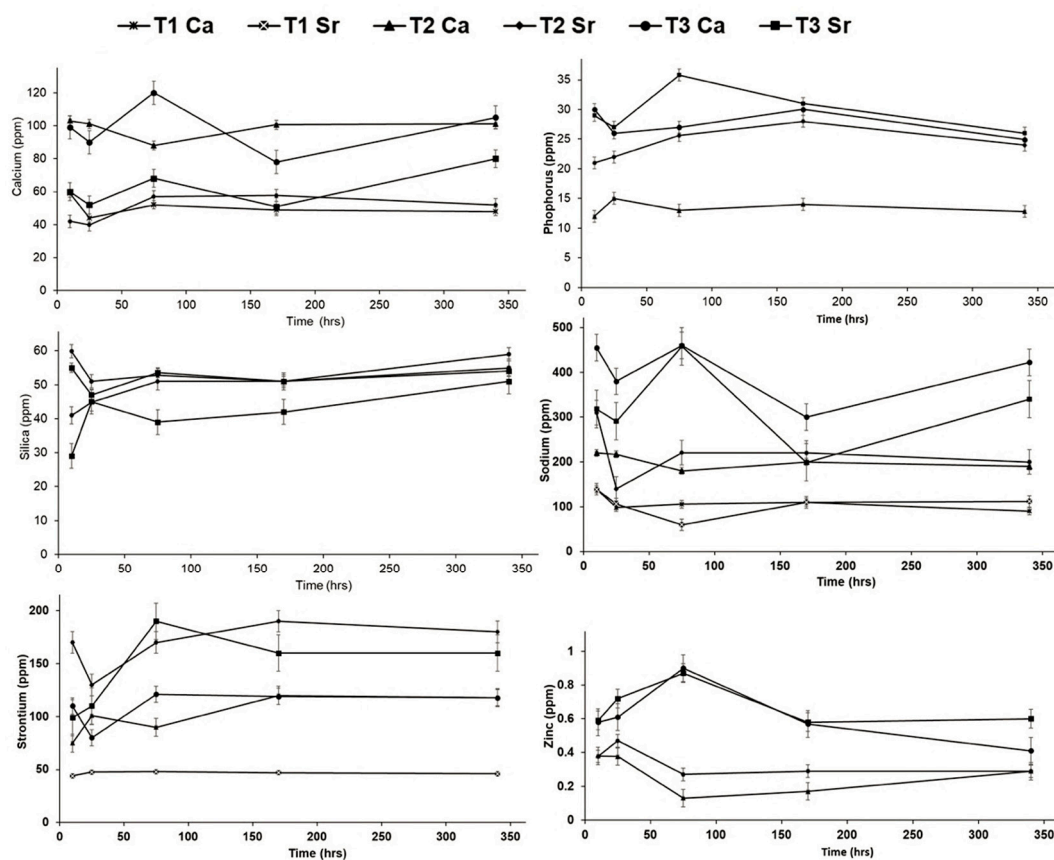 T1 Ca T1 Sr T2 Ca T2 Sr T3 Ca T3 Sr
Calcium (ppm)
120
100
80
60
40
20
0
0 50 100 150 200 250 300 350
Time (hrs)
Phophorus (ppm)
35
30
25
20
15
10
5
0
0 50 100 150 200 250 300 350
Time (hrs)
Silica (ppm)
60
50
40
30
20
10
0
0 50 100 150 200 250 300 350
Time (hrs)
Sodium (ppm)
500
400
300
200
100
0
0 50 100 150 200 250 300 350
Time (hrs)
Strontium (ppm)
200
150
100
50
0
0 50 100 150 200 250 300 350
Time (hrs)
Zinc (ppm)
1
0.8
0.6
0.4
0.2
0
0 50 100 150 200 250 300 350
Time (hrs)